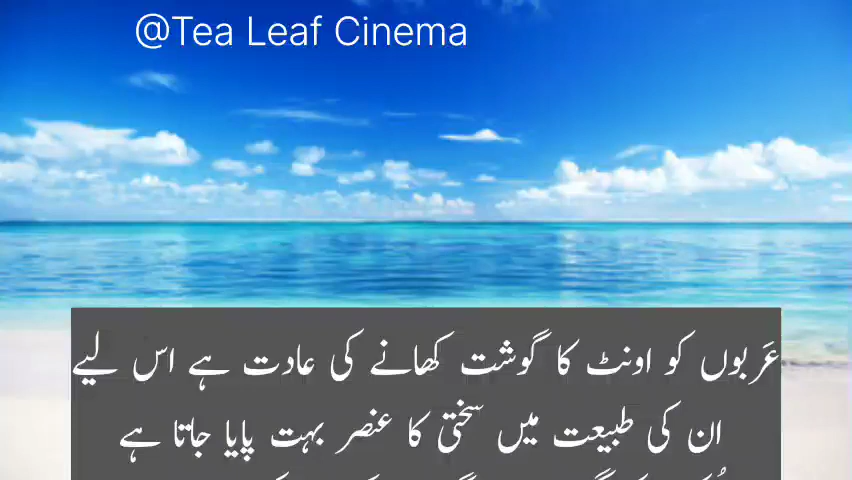 @Tea Leaf Cinema
عَربوں کو اونٹ کا گوشت کھانے کی عادت ہے اس لیے
ان کی طبیعت میں سختی کا عنصر بہت پایا جاتا ہے